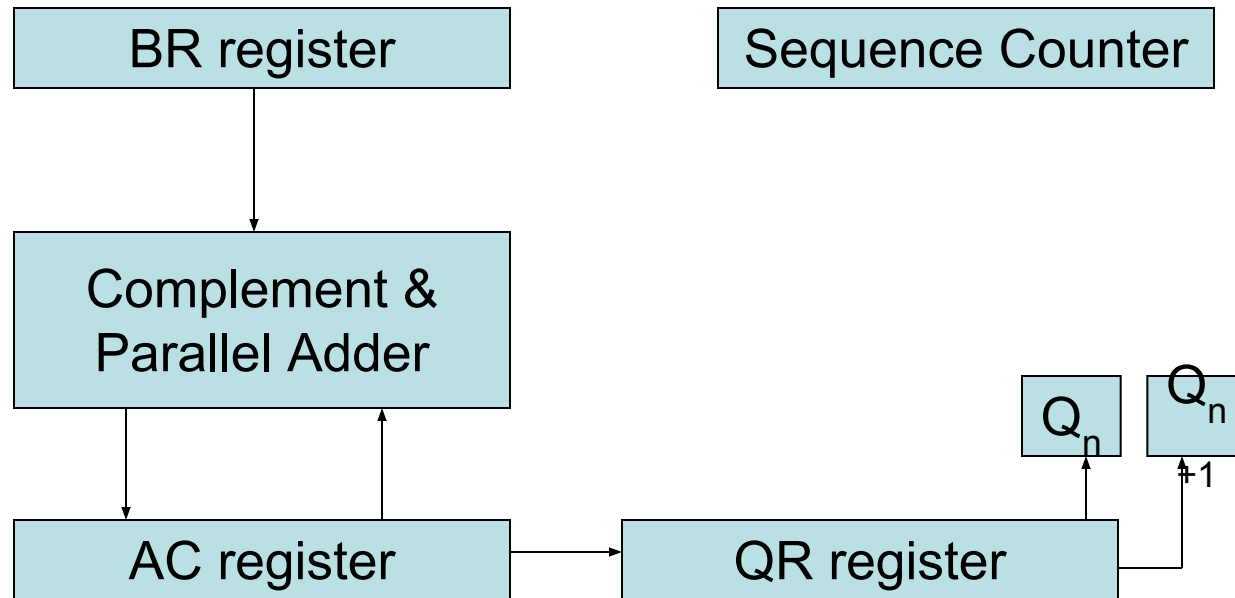 BR register
Sequence Counter
Complement &
Parallel Adder
Qn
Qn
+1
AC register
QR register